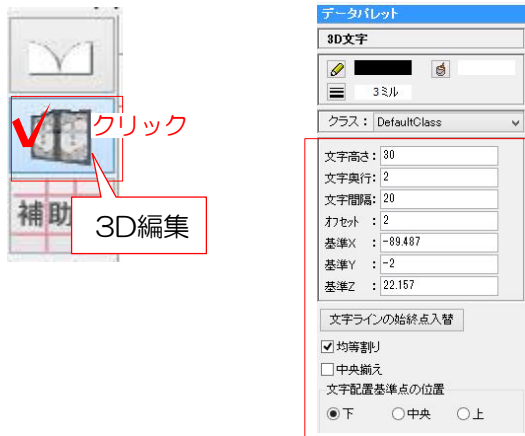 クリック
補助
3D編集
データパレット
3D文字
3ミル
クラス： DefaultClass
文字高さ： 30
文字奥行： 2
文字間隔： 20
オフセット ： 2
基準X ： -89.487
基準Y ： -2
基準Z ： 22.157
文字ラインの始終点入替
均等割り
中央揃え
文字配置基準点の位置
下 中央 上